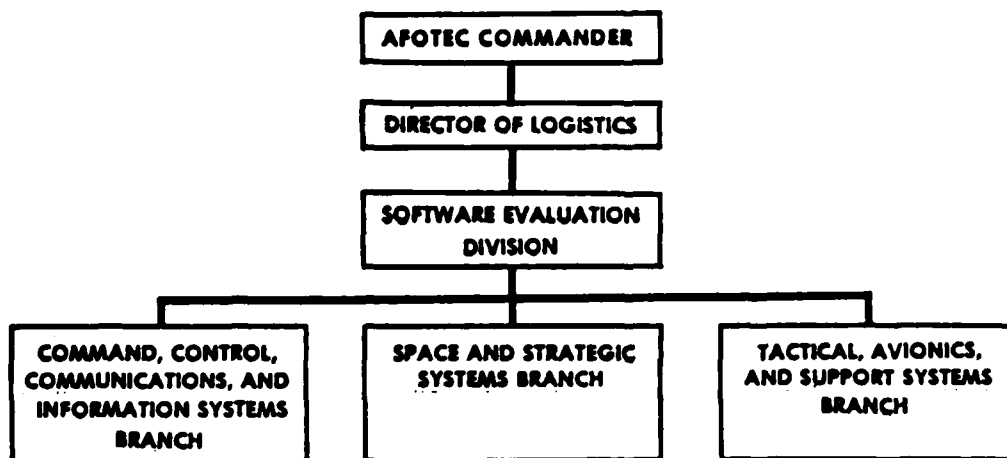 AFOTEC COMMANDER
DIRECTOR OF LOGISTICS
SOFTWARE EVALUATION
DIVISION
COMMAND, CONTROL,
COMMUNICATIONS, AND
INFORMATION SYSTEMS
BRANCH
SPACE AND STRATEGIC
SYSTEMS BRANCH
TACTICAL, AVIONICS,
AND SUPPORT SYSTEMS
BRANCH